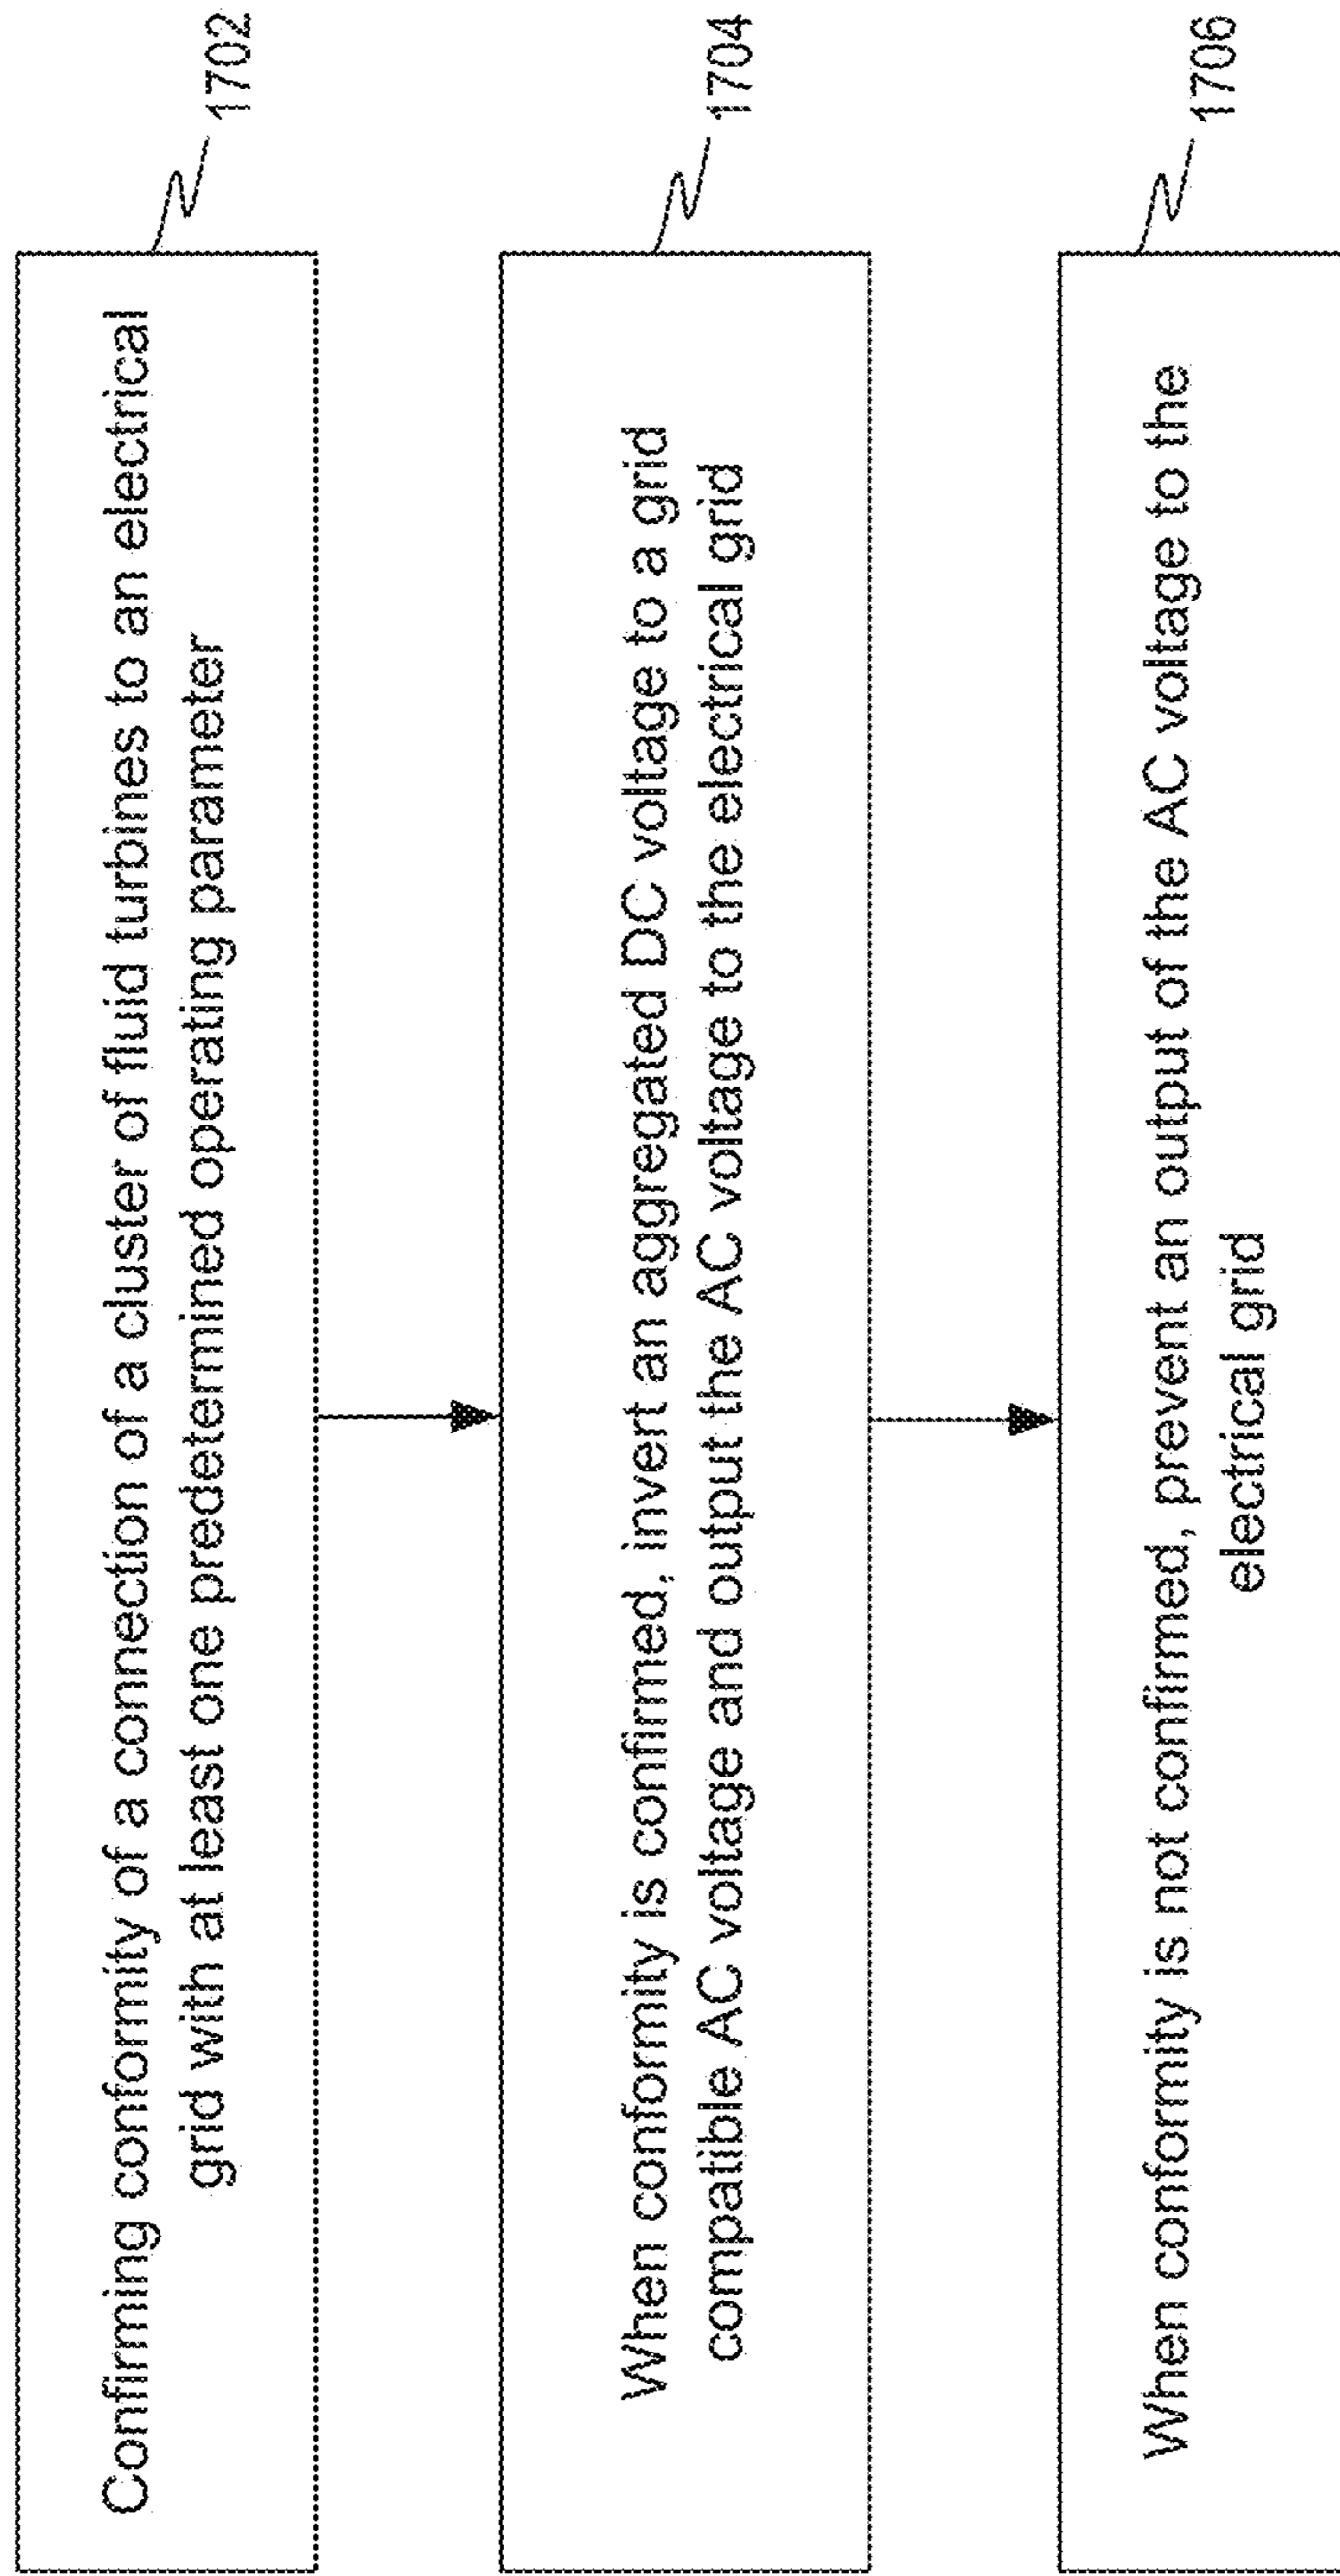 Confirming conformity of a connection of a cluster of fluid turbines to an electrical
grid with at least one predetermined operating parameter
1702
When conformity is confirmed, invert an aggregated DC voltage to a grid
compatible AC voltage and output the AC voltage to the electrical grid
1704
When conformity is not confirmed, prevent an output of the AC voltage to the
electrical grid
1706